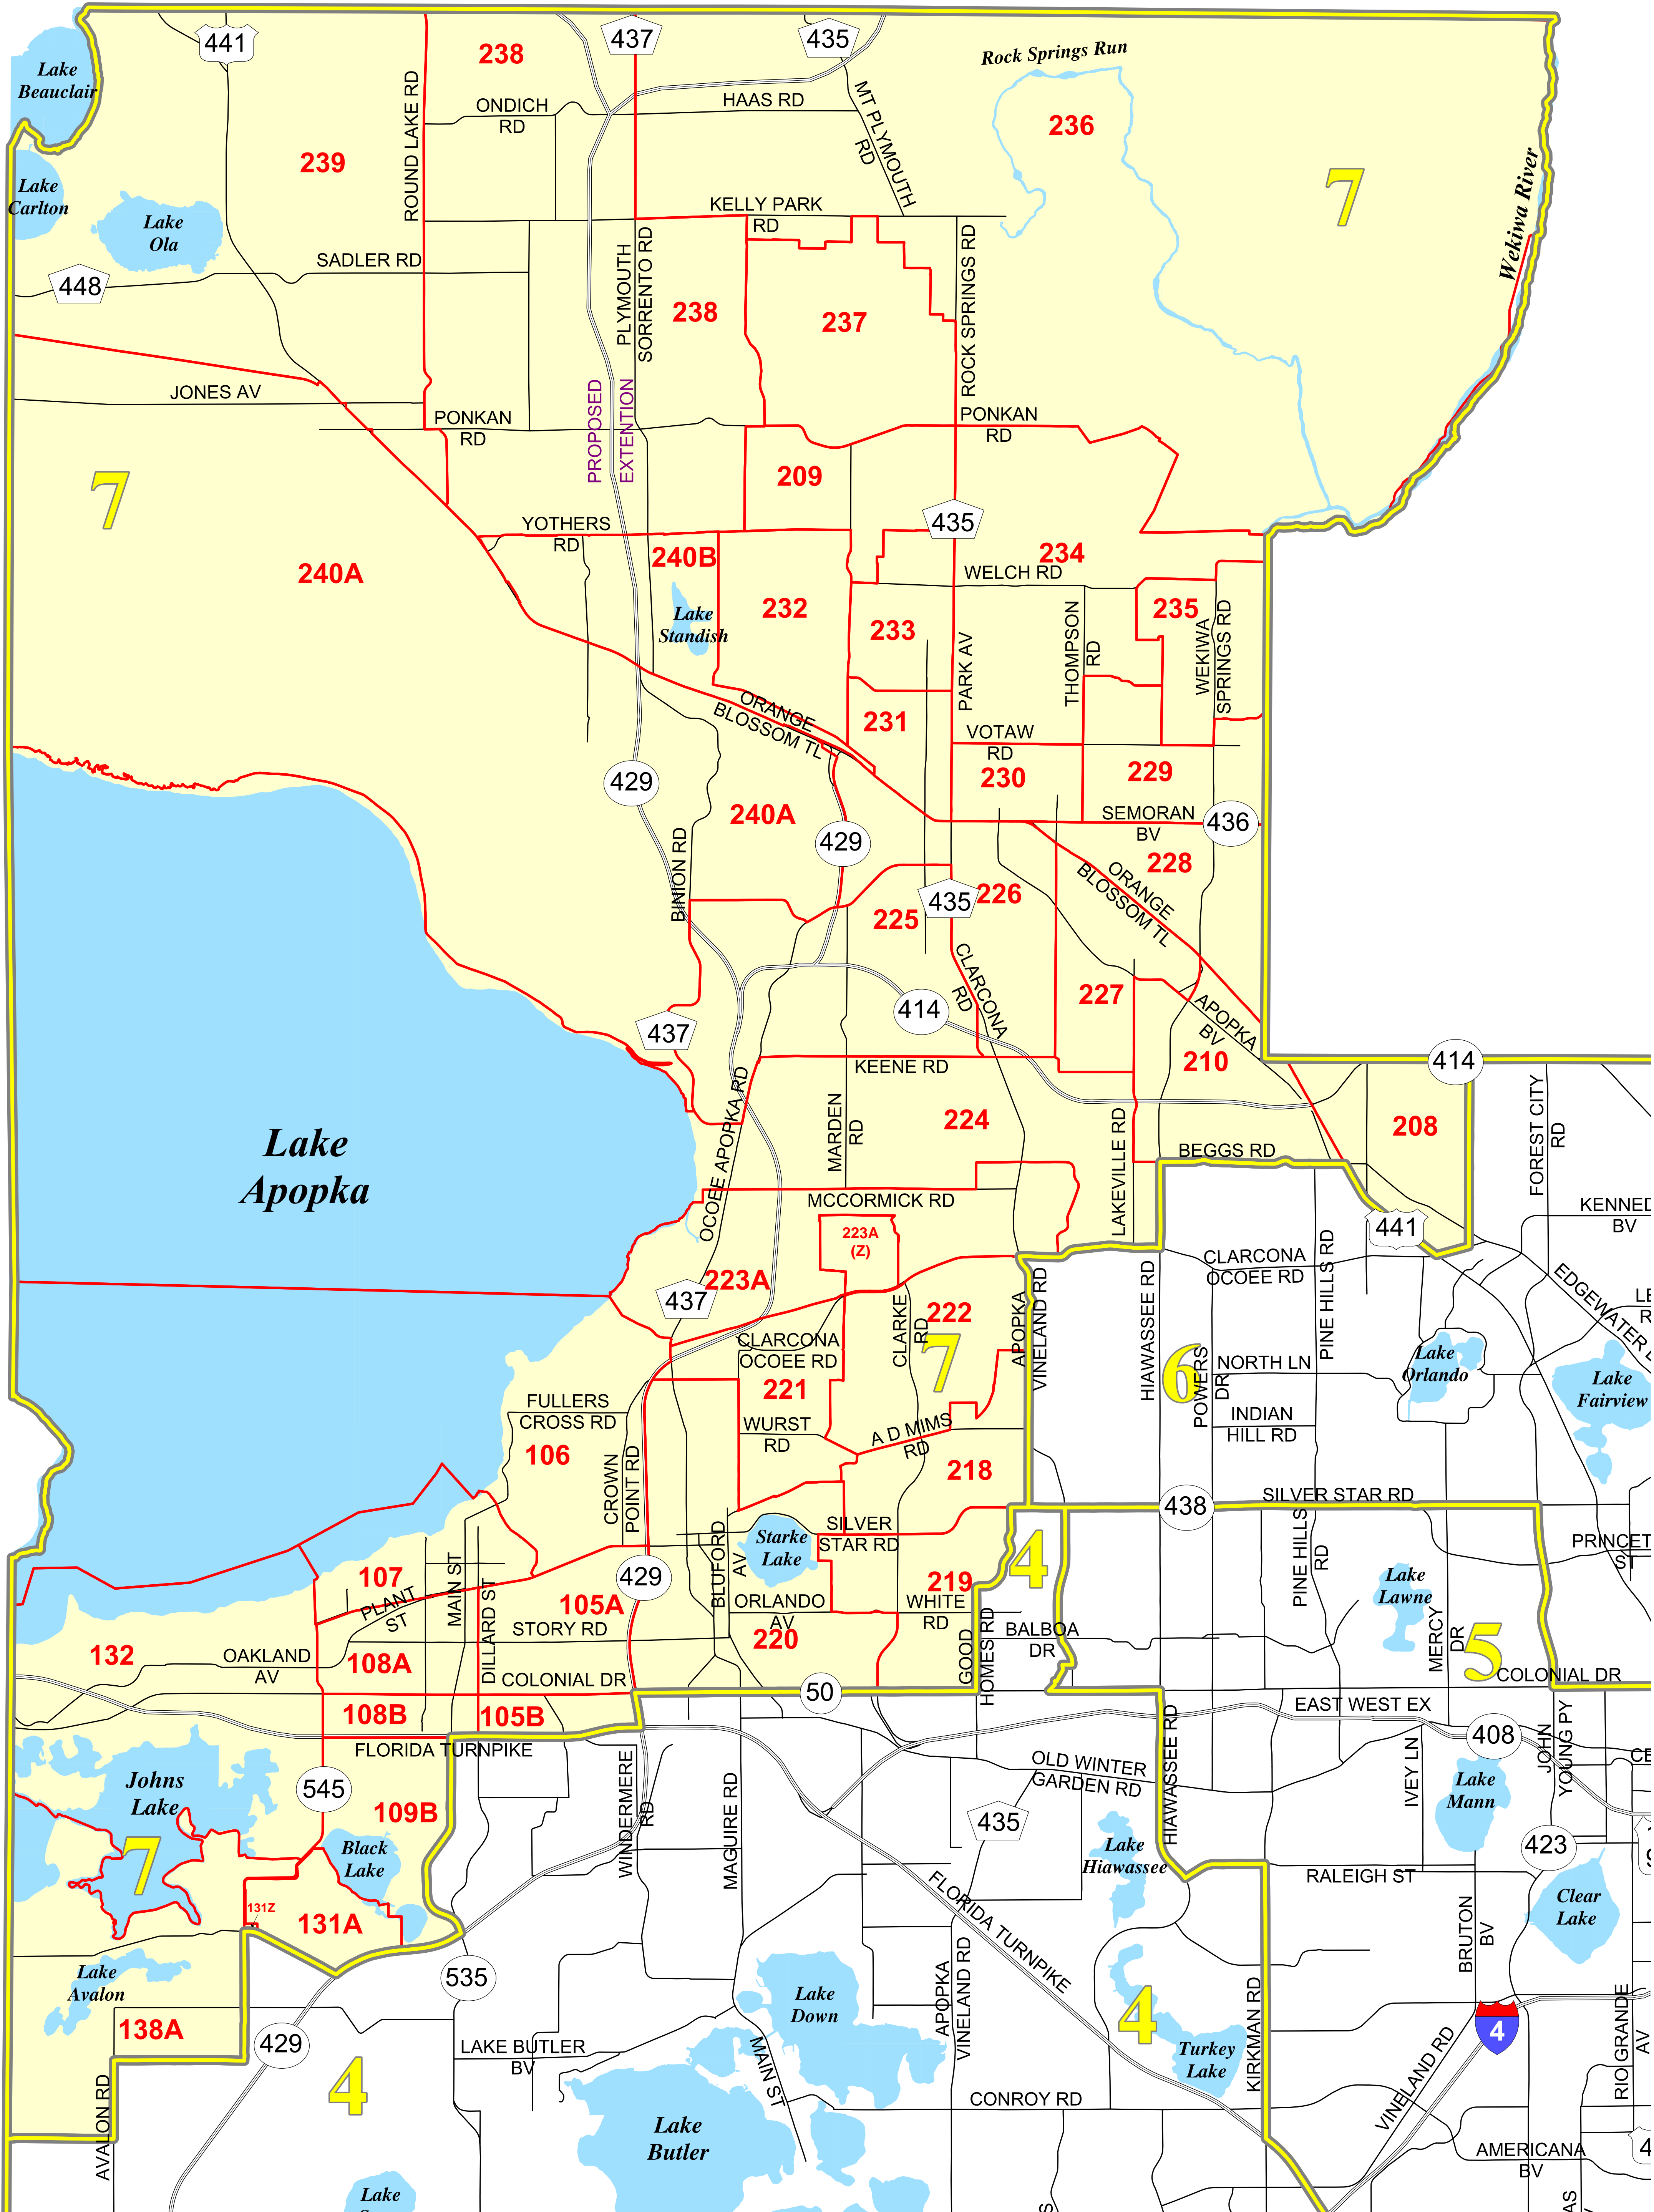 441
238
437
435
Rock Springs Run
Lake
Beauclair
ROUND LAKE RD
ONDICH
RD
HAAS RD
MT PLYMOUTH
RD
236
239
7
Wekiwa River
Lake
Carlton
Lake
Ola
KELLY PARK
RD
SADLER RD
448
PLYMOUTH
SORRENTO RD
238
237
ROCK SPRINGS RD
JONES AV
PROPOSED
EXTENTION
PONKAN
RD
PONKAN
RD
7
209
435
YOTHERS
RD
240A
240B
234
WELCH RD
Lake
Standish
232
233
235
THOMPSON
RD
WEKIWA
SPRINGS RD
PARK AV
ORANGE
BLOSSOM TL
231
VOTAW
RD
230
229
429
240A
SEMORAN
BV
436
429
228
BINION RD
ORANGE
BLOSSOM TL
225
435
226
CLARCONA
RD
227
414
APOPKA
BV
437
210
414
KEENE RD
OCOEE APOPKA RD
MARDEN
RD
224
LAKEVILLE RD
208
FOREST CITY
RD
BEGGS RD
Lake
Apopka
MCCORMICK RD
223A
(Z)
441
KENNED
BV
CLARCONA
OCOEE RD
PINE HILLS RD
EDGEWATER
223A
437
CLARKE
RD
222
APOPKA
VINELAND RD
HIAWASSEE RD
LE
R
CLARCONA
OCOEE RD
7
6
POWERS
DR
NORTH LN
Lake
Orlando
Lake
Fairview
221
FULLERS
CROSS RD
WURST
RD
A D MIMS
RD
INDIAN
HILL RD
106
CROWN
POINT RD
218
438
SILVER STAR RD
SILVER
STAR RD
Starke
Lake
BLUFORD
AV
4
PINE HILLS
RD
PRINCET
ST
107
MAIN ST
DILLARD ST
429
219
Lake
Lawne
PLANT
ST
105A
ORLANDO
AV
WHITE
RD
STORY RD
220
GOOD
HOMES RD
BALBOA
DR
MERCY
DR
5
132
OAKLAND
AV
108A
COLONIAL DR
COLONIAL DR
50
108B
105B
EAST WEST EX
HIAWASSEE RD
408
JOHN
YOUNG PY
FLORIDA TURNPIKE
OLD WINTER
GARDEN RD
IVEY LN
CE
Johns
Lake
545
109B
WINDERMERE
RD
MAGUIRE RD
435
Lake
Mann
7
Black
Lake
Lake
Hiawassee
423
RALEIGH ST
131Z
131A
FLORIDA TURNPIKE
BRUTON
BV
Clear
Lake
Lake
Avalon
535
APOPKA
VINELAND RD
138A
429
Lake
Down
4
KIRKMAN RD
4
RIO GRANDE
AV
LAKE BUTLER
BV
MAIN ST
Turkey
Lake
VINELAND RD
4
AVALON RD
CONROY RD
Lake
Butler
AMERICANA
BV
4
Lake
S
AS